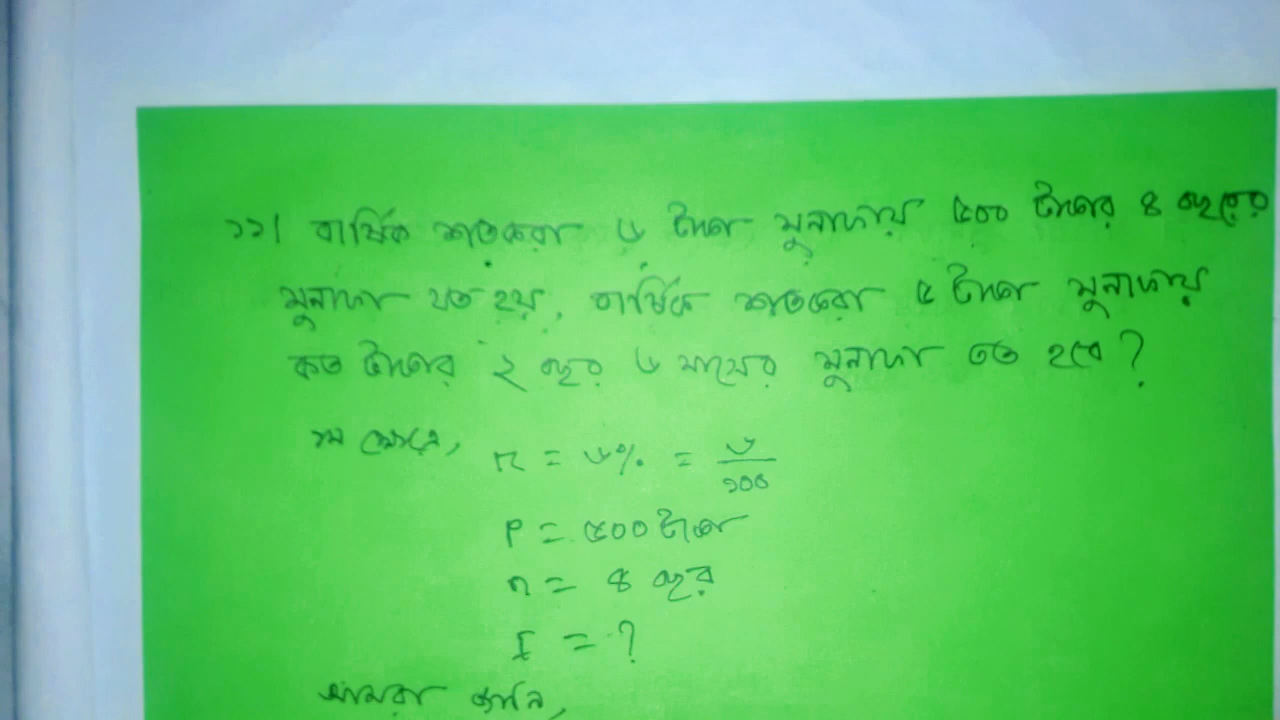 ১১। বার্ষিক শতকরা ৬ টাকা মুনাফায় ৫০০ টাকার ৪ বছরের
মুনাফা যত হয়, বার্ষিক শতকরা ৫ টাকা মুনাফায়
কত টাকার ২ বছর ৬ মাসের মুনাফা তত হবে?
১ম ক্ষেত্রে,
r = ৬% = ৬/১০০
P = ৫০০ টাকা
n = ৪ বছর
I = ?
আমরা জানি,